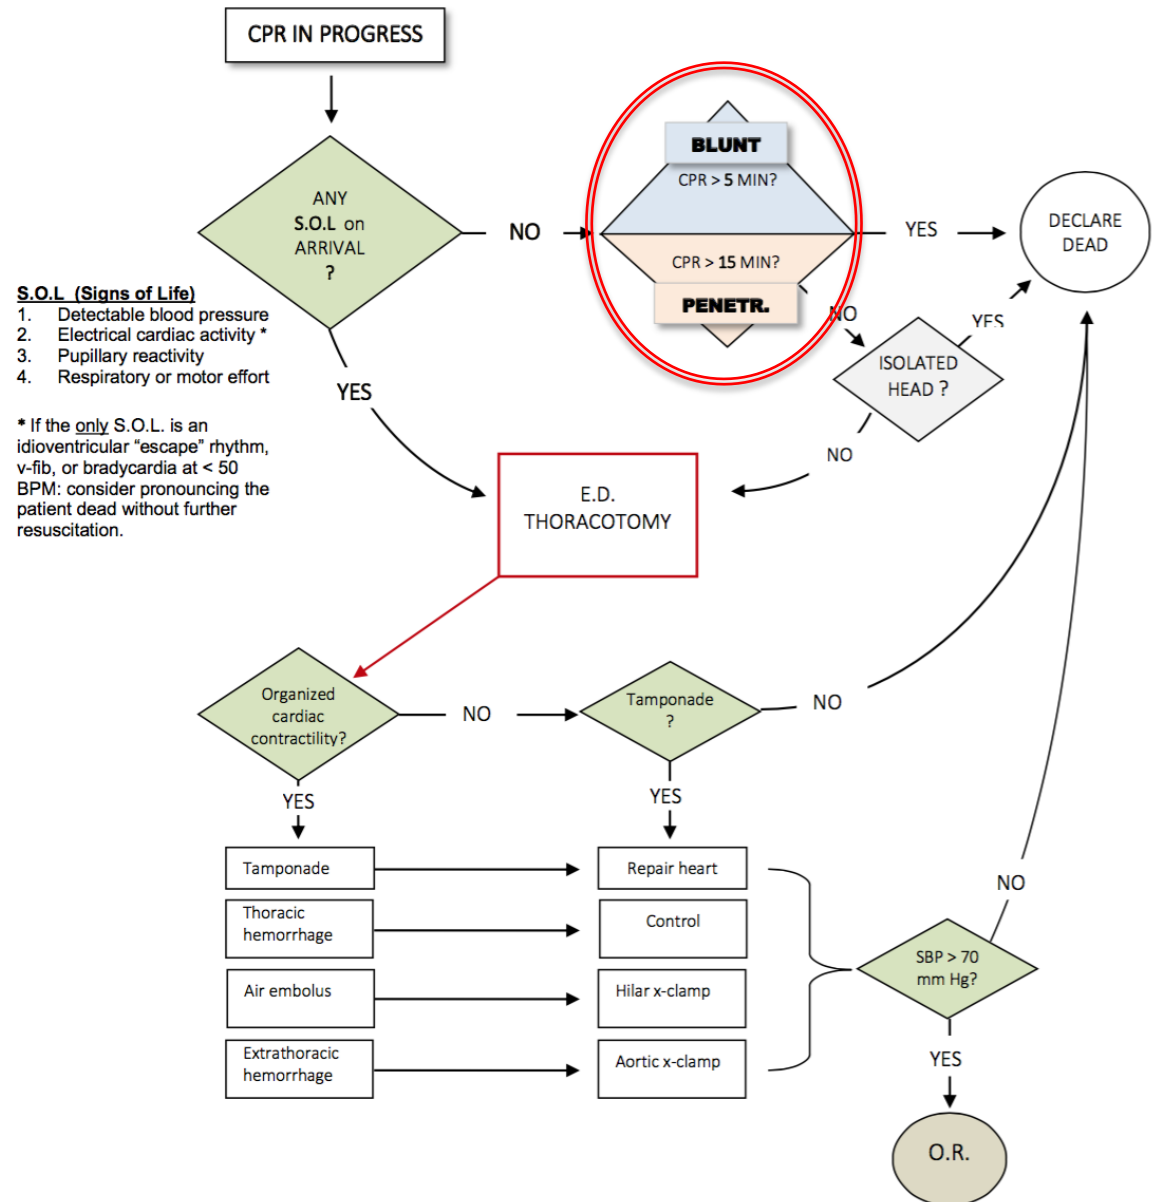 CPR IN PROGRESS
ANY
S.O.L on
ARRIVAL
?
NO
BLUNT
CPR > 5 MIN?
CPR > 15 MIN?
PENETR.
YES
DECLARE
DEAD
NO
ISOLATED
HEAD ?
YES
NO
S.O.L (Signs of Life)
1. Detectable blood pressure
2. Electrical cardiac activity *
3. Pupillary reactivity
4. Respiratory or motor effort
* If the only S.O.L. is an
idioventricular “escape” rhythm,
v-fib, or bradycardia at < 50
BPM: consider pronouncing the
patient dead without further
resuscitation.
YES
E.D.
THORACOTOMY
Organized
cardiac
contractility?
NO
Tamponade
?
NO
YES
YES
Tamponade
Repair heart
Thoracic
hemorrhage
Control
Air embolus
Hilar x-clamp
Extrathoracic
hemorrhage
Aortic x-clamp
NO
SBP > 70
mm Hg?
YES
O.R.